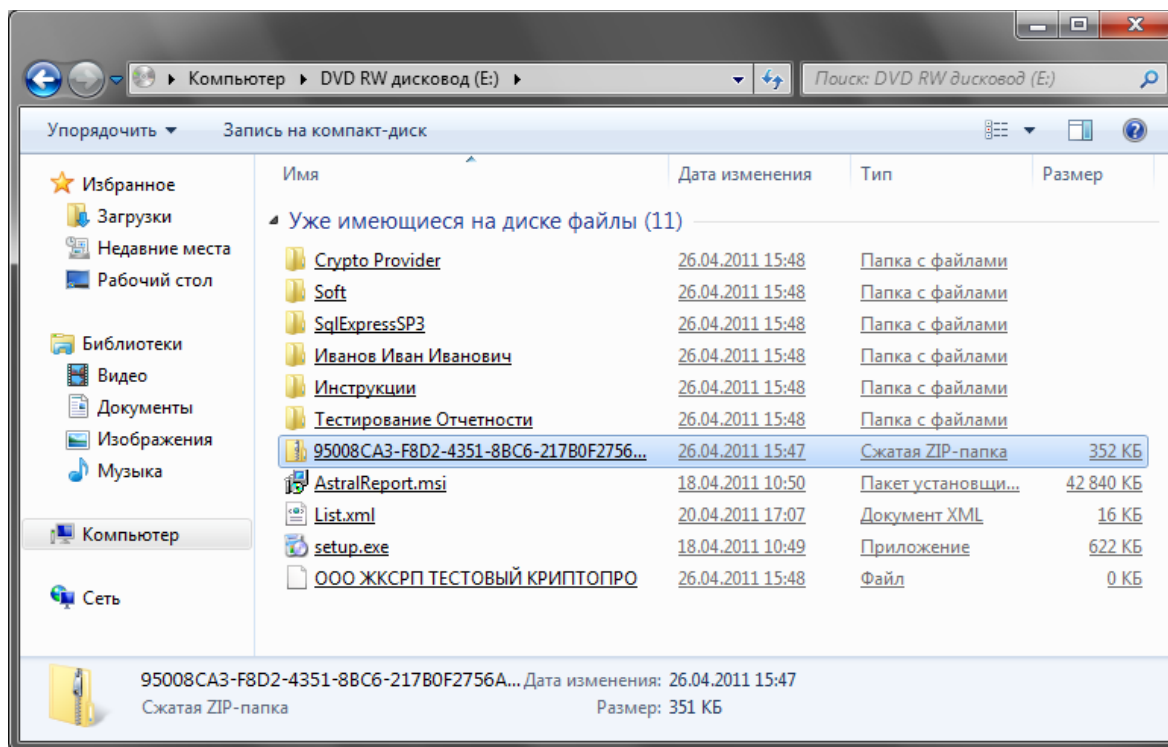 Компьютер ▸ DVD RW дисковод (E:) ▸ Поиск: DVD RW дисковод (E:)
Упорядочить Запись на компакт-диск
Имя Дата изменения Тип Размер
Избранное
Загрузки
Недавние места
Рабочий стол
Библиотеки
Видео
Документы
Изображения
Музыка
Компьютер
Сеть
Уже имеющиеся на диске файлы (11)
Crypto Provider 26.04.2011 15:48 Папка с файлами
Soft 26.04.2011 15:48 Папка с файлами
SqlExpressSP3 26.04.2011 15:48 Папка с файлами
Иванов Иван Иванович 26.04.2011 15:48 Папка с файлами
Инструкции 26.04.2011 15:48 Папка с файлами
Тестирование Отчетности 26.04.2011 15:48 Папка с файлами
95008CA3-F8D2-4351-8BC6-217B0F2756... 26.04.2011 15:47 Сжатая ZIP-папка 352 КБ
AstralReport.msi 18.04.2011 10:50 Пакет установщи... 42 840 КБ
List.xml 20.04.2011 17:07 Документ XML 16 КБ
setup.exe 18.04.2011 10:49 Приложение 622 КБ
ООО ЖКСРП ТЕСТОВЫЙ КРИПТОПРО 26.04.2011 15:48 Файл 0 КБ
95008CA3-F8D2-4351-8BC6-217B0F2756A... Дата изменения: 26.04.2011 15:47
Сжатая ZIP-папка Размер: 351 КБ